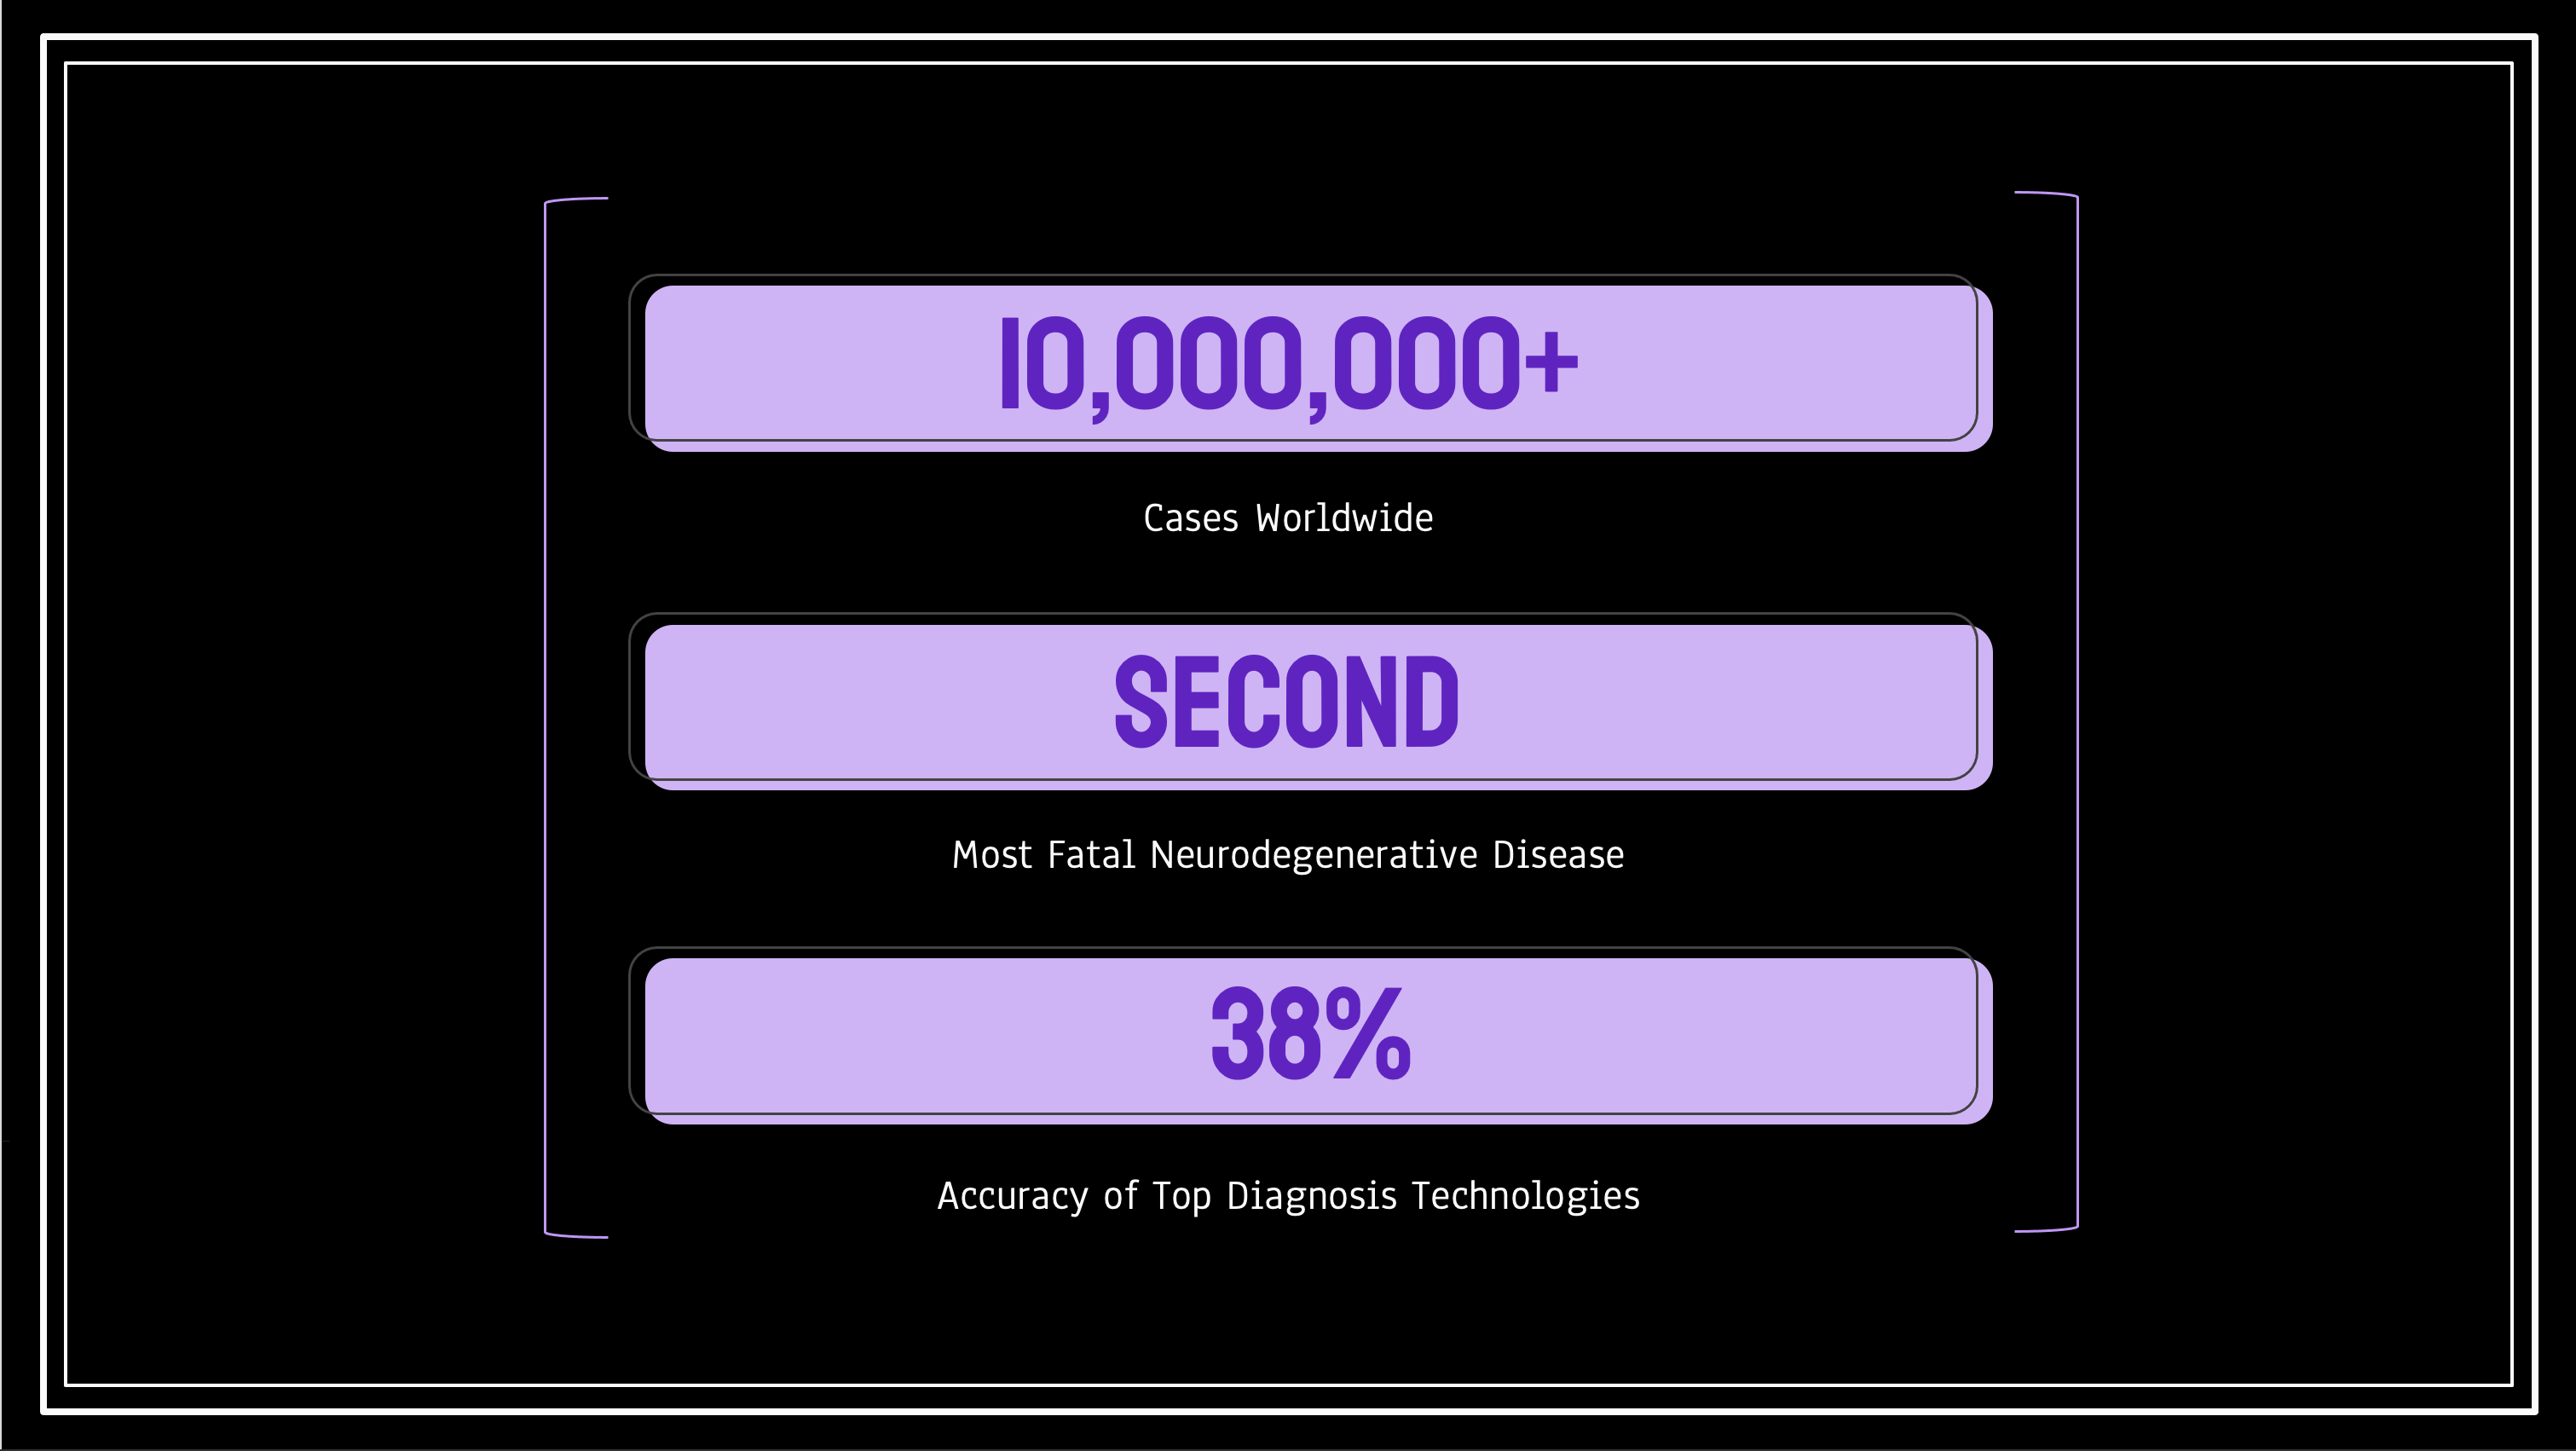 10,000,000+
Cases Worldwide
SECOND
Most Fatal Neurodegenerative Disease
38%
Accuracy of Top Diagnosis Technologies